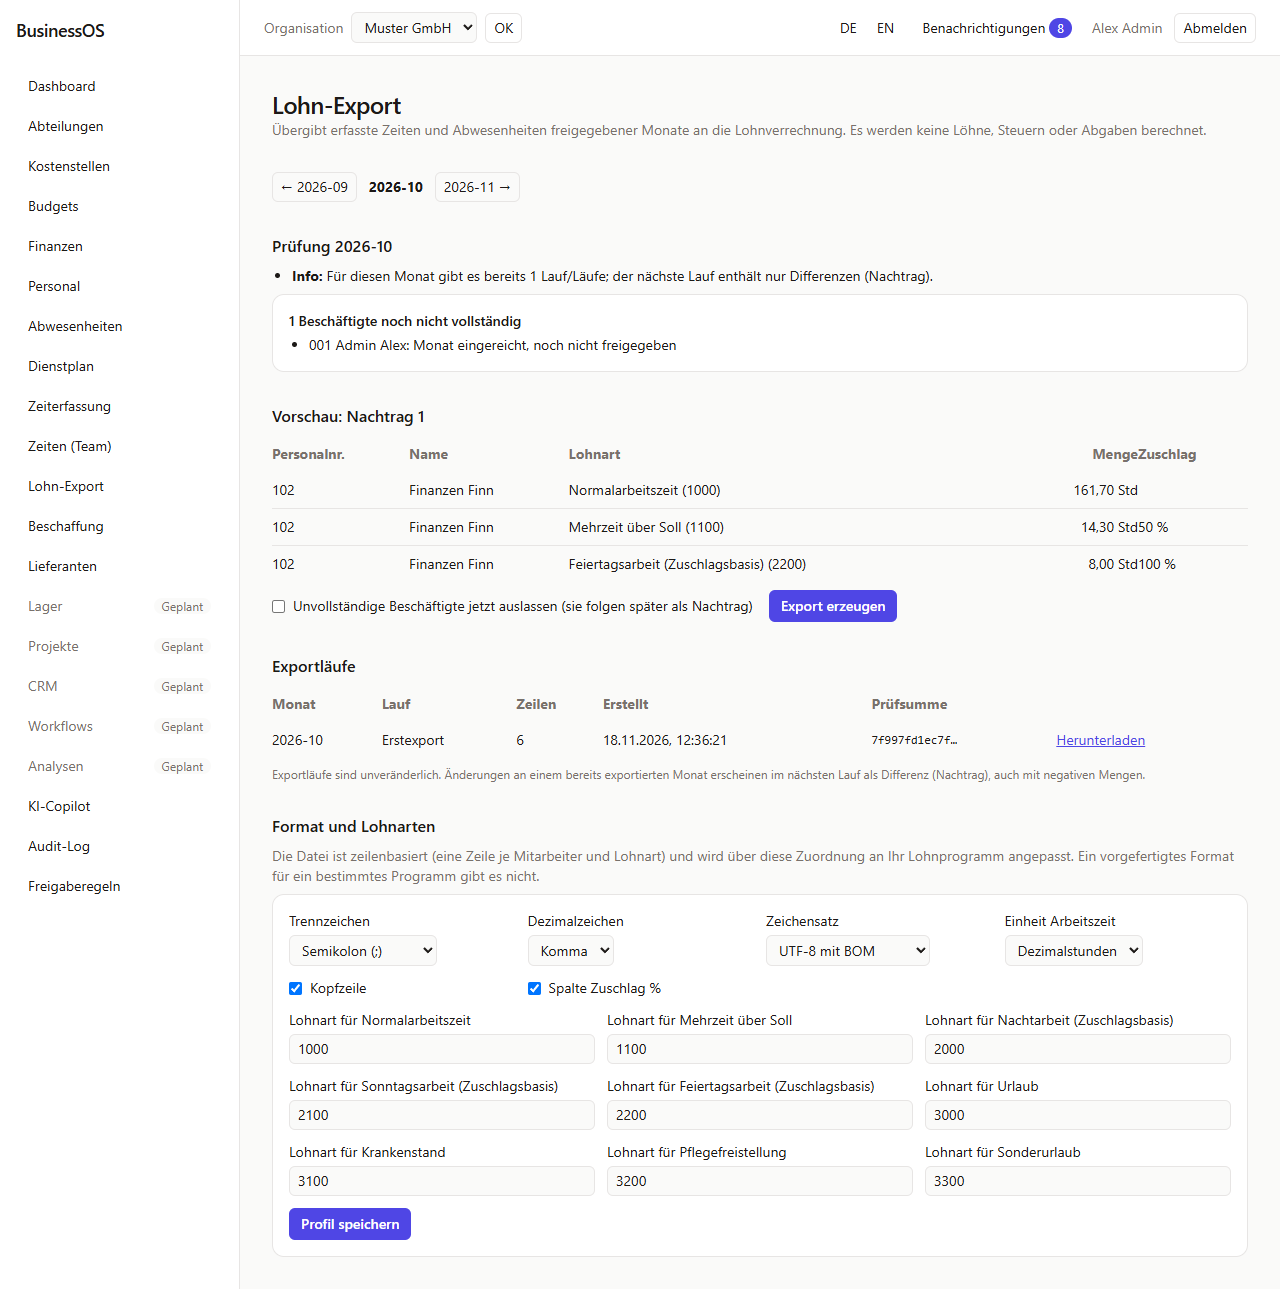 BusinessOS
Organisation Muster GmbH OK
DE EN Benachrichtigungen 8 Alex Admin Abmelden
Dashboard
Abteilungen
Kostenstellen
Budgets
Finanzen
Personal
Abwesenheiten
Dienstplan
Zeiterfassung
Zeiten (Team)
Lohn-Export
Beschaffung
Lieferanten
Lager Geplant
Projekte Geplant
CRM Geplant
Workflows Geplant
Analysen Geplant
KI-Copilot
Audit-Log
Freigaberegeln
Lohn-Export
Übergibt erfasste Zeiten und Abwesenheiten freigegebener Monate an die Lohnverrechnung. Es werden keine Löhne, Steuern oder Abgaben berechnet.
← 2026-09 2026-10 2026-11 →
Prüfung 2026-10
• Info: Für diesen Monat gibt es bereits 1 Lauf/Läufe; der nächste Lauf enthält nur Differenzen (Nachtrag).
1 Beschäftigte noch nicht vollständig
• 001 Admin Alex: Monat eingereicht, noch nicht freigegeben
Vorschau: Nachtrag 1
Personalnr. Name Lohnart Menge Zuschlag
102 Finanzen Finn Normalarbeitszeit (1000) 161,70 Std
102 Finanzen Finn Mehrzeit über Soll (1100) 14,30 Std 50 %
102 Finanzen Finn Feiertagsarbeit (Zuschlagsbasis) (2200) 8,00 Std 100 %
Unvollständige Beschäftigte jetzt auslassen (sie folgen später als Nachtrag) Export erzeugen
Exportläufe
Monat Lauf Zeilen Erstellt Prüfsumme
2026-10 Erstexport 6 18.11.2026, 12:36:21 7f997fd1ec7f… Herunterladen
Exportläufe sind unveränderlich. Änderungen an einem bereits exportierten Monat erscheinen im nächsten Lauf als Differenz (Nachtrag), auch mit negativen Mengen.
Format und Lohnarten
Die Datei ist zeilenbasiert (eine Zeile je Mitarbeiter und Lohnart) und wird über diese Zuordnung an Ihr Lohnprogramm angepasst. Ein vorgefertigtes Format
für ein bestimmtes Programm gibt es nicht.
Trennzeichen Dezimalzeichen Zeichensatz Einheit Arbeitszeit
Semikolon (;) Komma UTF-8 mit BOM Dezimalstunden
Kopfzeile Spalte Zuschlag %
Lohnart für Normalarbeitszeit Lohnart für Mehrzeit über Soll Lohnart für Nachtarbeit (Zuschlagsbasis)
1000 1100 2000
Lohnart für Sonntagsarbeit (Zuschlagsbasis) Lohnart für Feiertagsarbeit (Zuschlagsbasis) Lohnart für Urlaub
2100 2200 3000
Lohnart für Krankenstand Lohnart für Pflegefreistellung Lohnart für Sonderurlaub
3100 3200 3300
Profil speichern